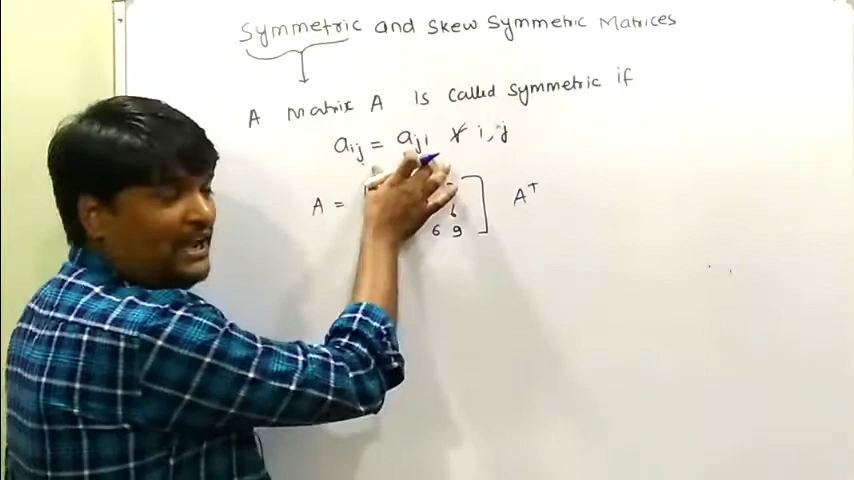 Symmetric and Skew Symmetric Matrices
A Matrix A is called symmetric if
aij = aji ∀ i, j
A = [ ] Aᵀ
6
6 9